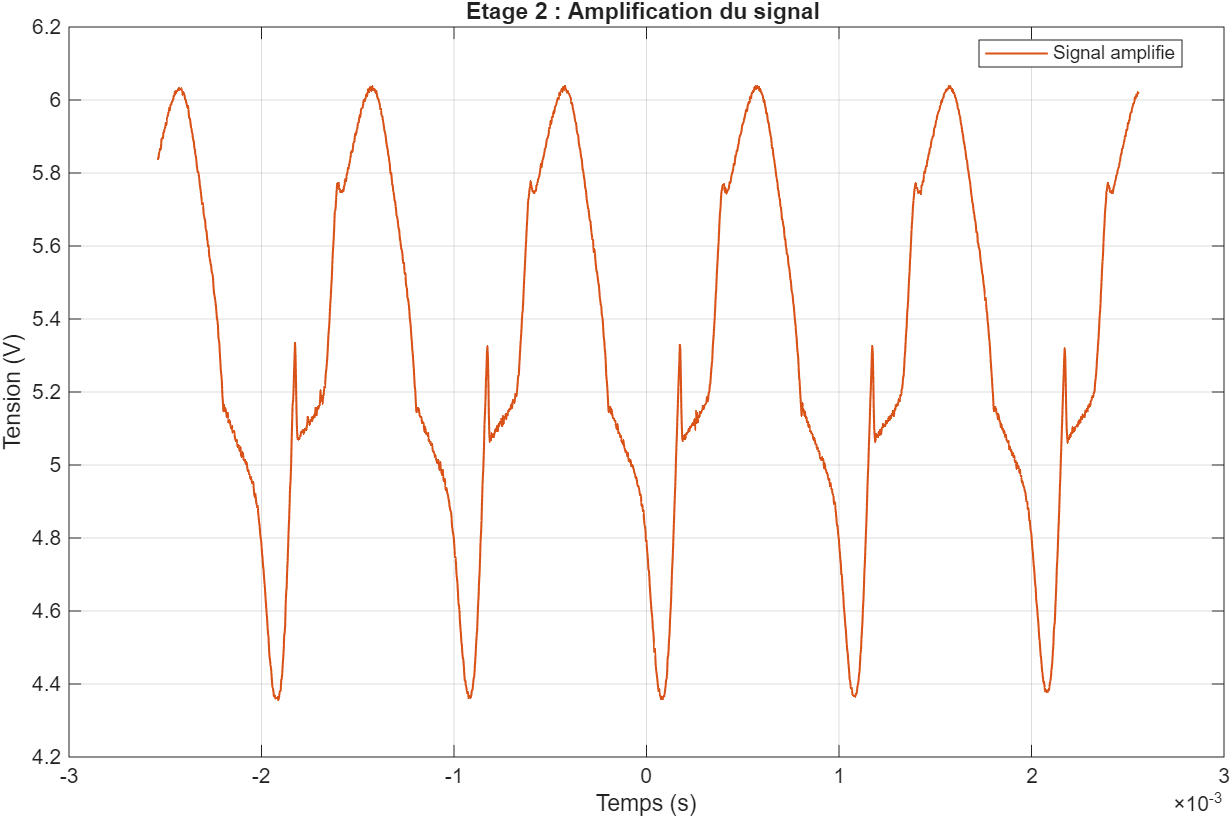 Etage 2 : Amplification du signal
Signal amplifie
Tension (V)
6.2
6
5.8
5.6
5.4
5.2
5
4.8
4.6
4.4
4.2
-3 -2 -1 0 1 2 3
Temps (s)
×10-3